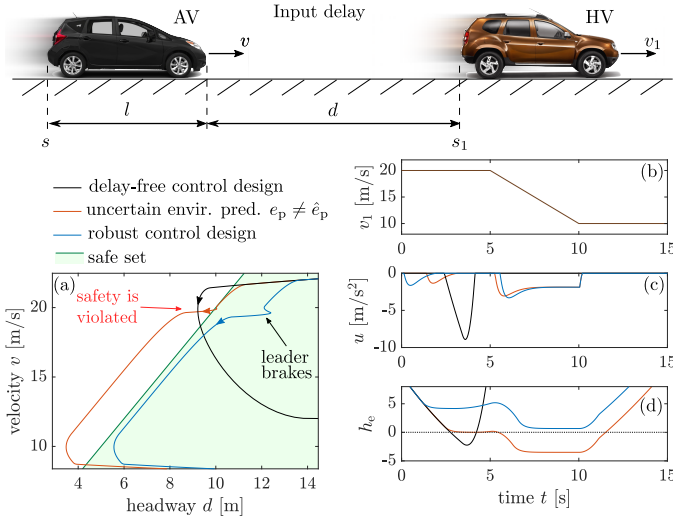 AV
Input delay
HV
v
v₁
l
d
s
s₁
delay-free control design
uncertain envir. pred. eₚ ≠ êₚ
robust control design
safe set
(a)
safety is
violated
leader
brakes
20
15
10
velocity v [m/s]
4 6 8 10 12 14
headway d [m]
(b)
20
15
10
v₁ [m/s]
0 5 10 15
(c)
0
-5
-10
u [m/s²]
0 5 10 15
(d)
5
0
5
hₑ
0 5 10 15
time t [s]